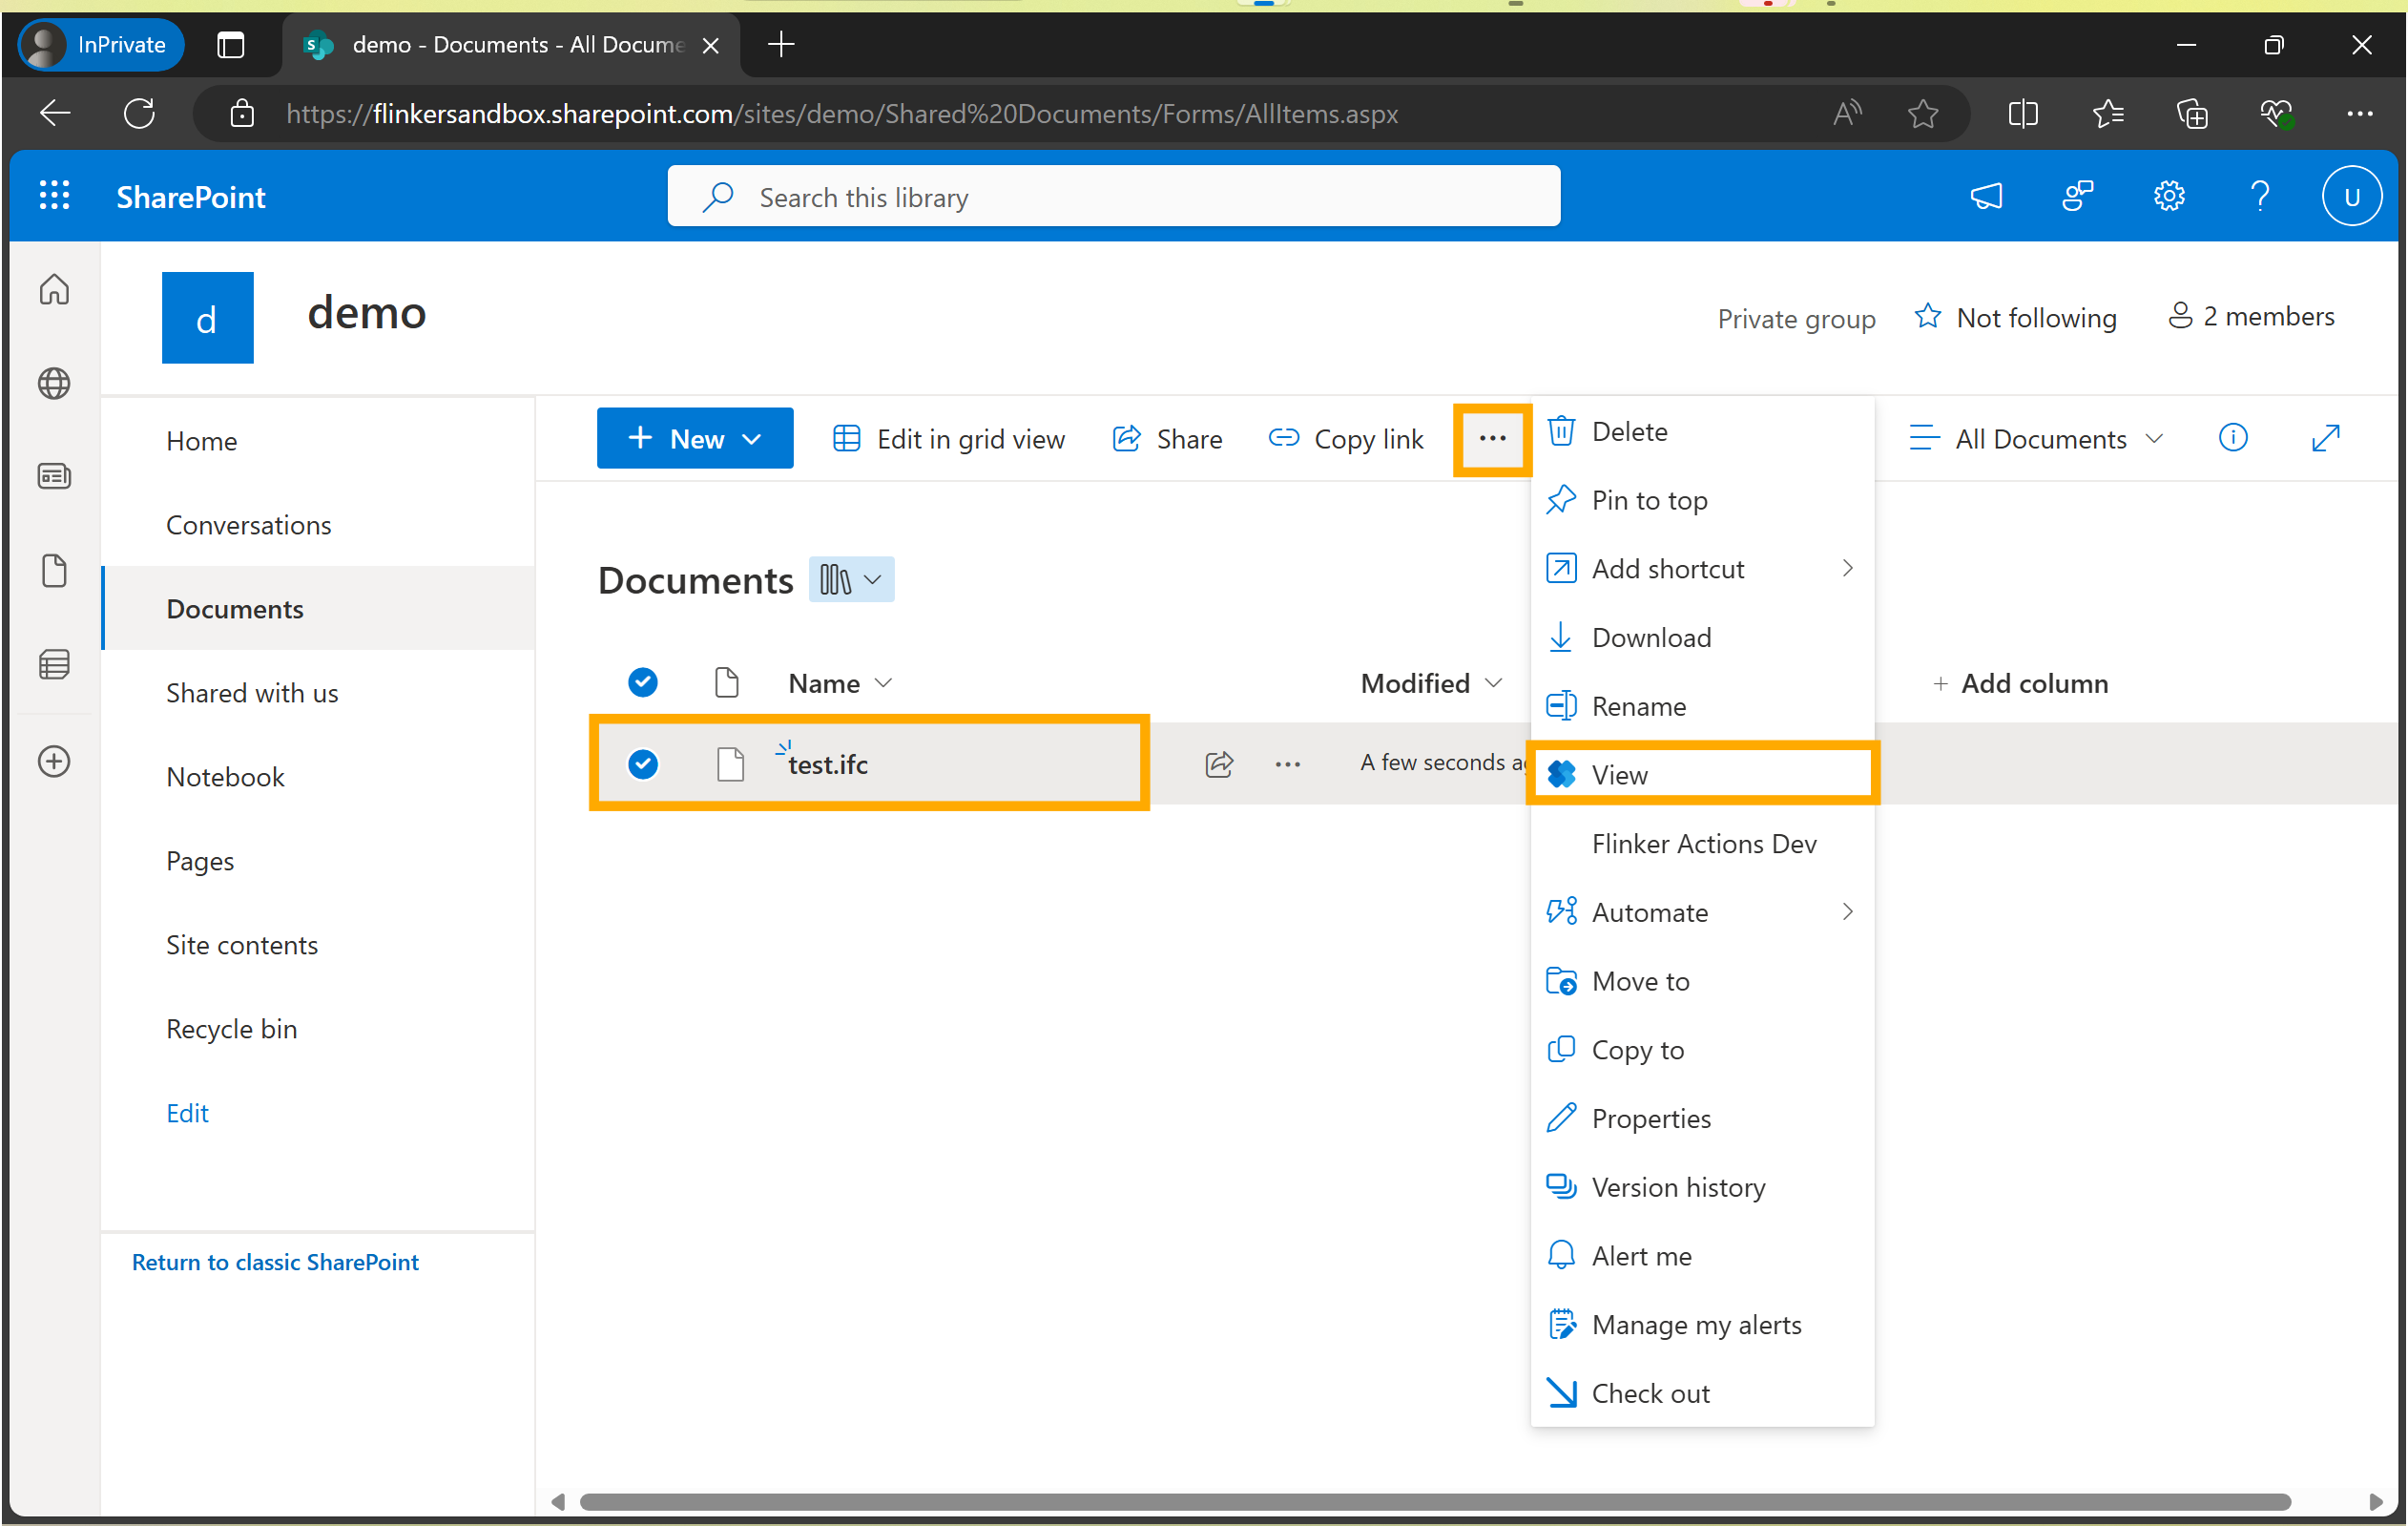 InPrivate
demo - Documents - All Docume
https://flinkersandbox.sharepoint.com/sites/demo/Shared%20Documents/Forms/AllItems.aspx
SharePoint
Search this library
U
d
demo
Private group
Not following
2 members
Home
Conversations
Documents
Shared with us
Notebook
Pages
Site contents
Recycle bin
Edit
Return to classic SharePoint
New
Edit in grid view
Share
Copy link
All Documents
Documents
Name
Modified
Add column
test.ifc
A few seconds ag
Delete
Pin to top
Add shortcut
Download
Rename
View
Flinker Actions Dev
Automate
Move to
Copy to
Properties
Version history
Alert me
Manage my alerts
Check out